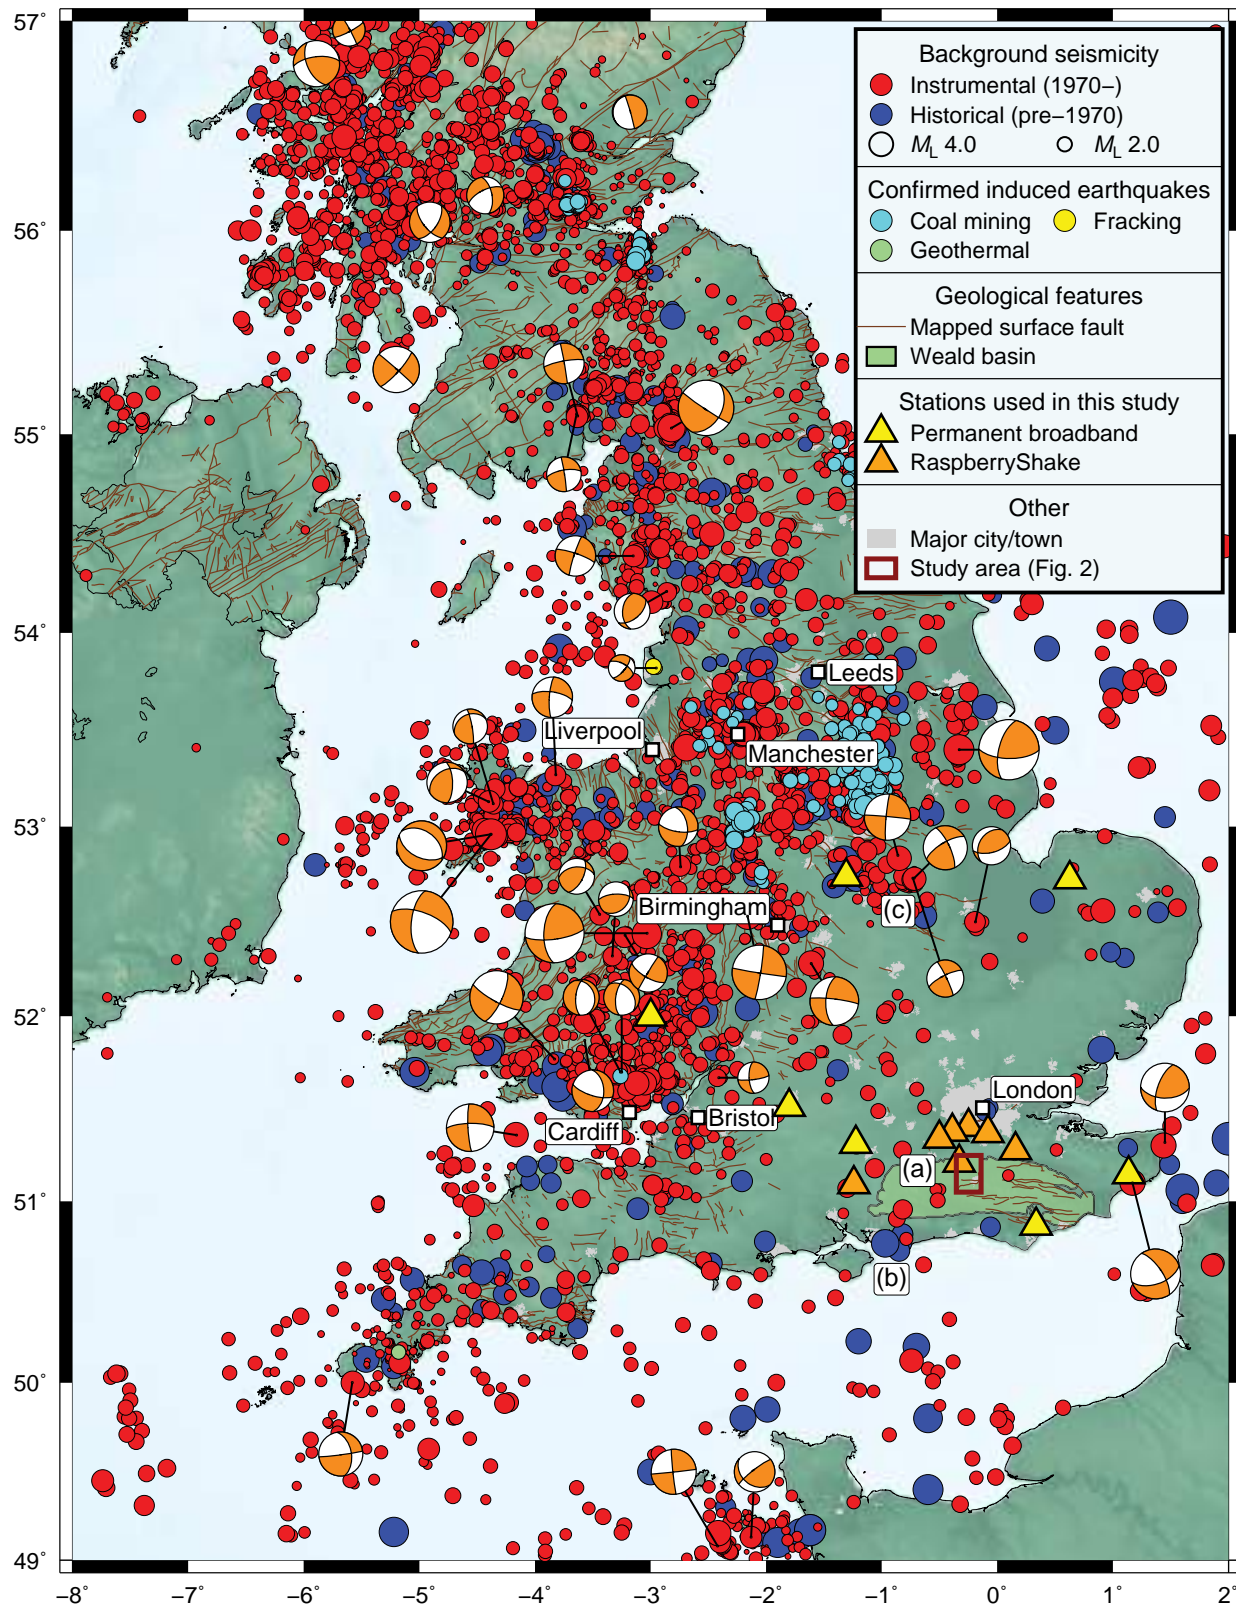 57˚
56˚
55˚
54˚
53˚
52˚
51˚
50˚
49˚
Background seismicity
Instrumental (1970−)
Historical (pre−1970)
ML 4.0
ML 2.0
Confirmed induced earthquakes
Coal mining
Fracking
Geothermal
Geological features
Mapped surface fault
Weald basin
Stations used in this study
Permanent broadband
RaspberryShake
Other
Major city/town
Study area (Fig. 2)
Leeds
Liverpool
Manchester
Birmingham
(c)
London
Cardiff
Bristol
(a)
(b)
−8˚ −7˚ −6˚ −5˚ −4˚ −3˚ −2˚ −1˚ 0˚ 1˚ 2˚